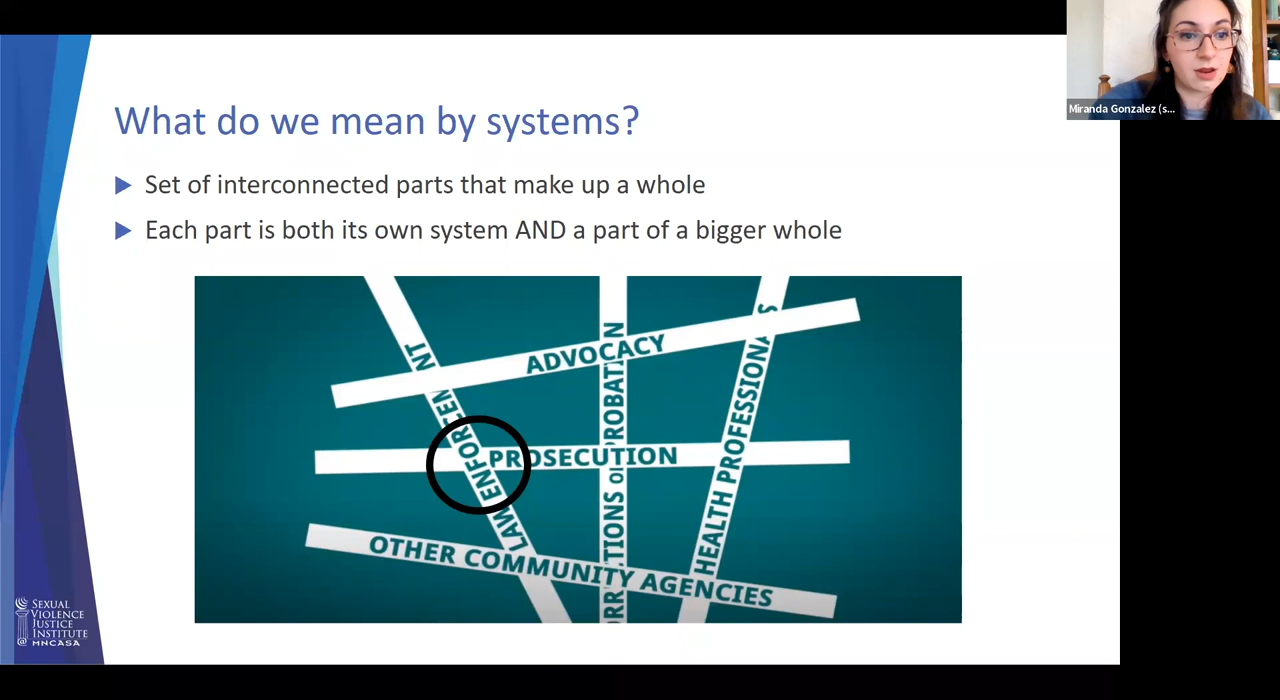 Miranda Gonzalez (s...
What do we mean by systems?
Set of interconnected parts that make up a whole
Each part is both its own system AND a part of a bigger whole
ADVOCACY
PROSECUTION
HEALTH PROFESSIONALS
LAW ENFORCEMENT
OTHER COMMUNITY AGENCIES
SEXUAL
VIOLENCE
JUSTICE
INSTITUTE
@ MNCASA